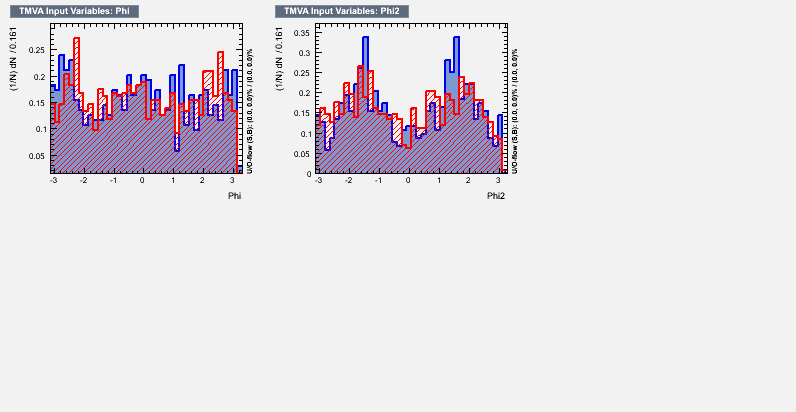 TMVA Input Variables: Phi
(1/N) dN / 0.161
0.25
0.2
0.15
0.1
0.05
-3 -2 -1 0 1 2 3
Phi
U/O-flow (S,B): (0.0, 0.0)% / (0.0, 0.0)%
TMVA Input Variables: Phi2
(1/N) dN / 0.161
0.35
0.3
0.25
0.2
0.15
0.1
0.05
0
-3 -2 -1 0 1 2 3
Phi2
U/O-flow (S,B): (0.0, 0.0)% / (0.0, 0.0)%